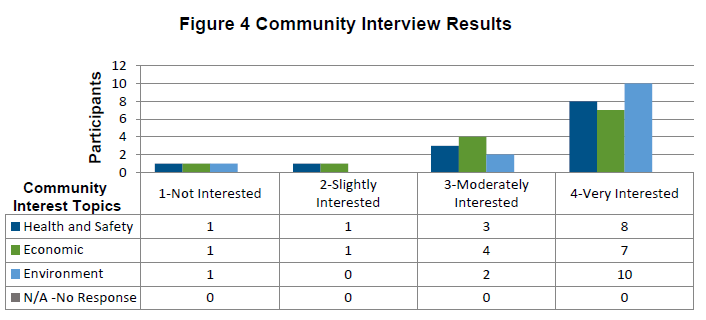 Figure 4 Community Interview Results
12
10
8
6
4
2
0
Participants
Community
Interest Topics
1-Not Interested
2-Slightly
Interested
3-Moderately
Interested
4-Very Interested
Health and Safety 1 1 3 8
Economic 1 1 4 7
Environment 1 0 2 10
N/A -No Response 0 0 0 0